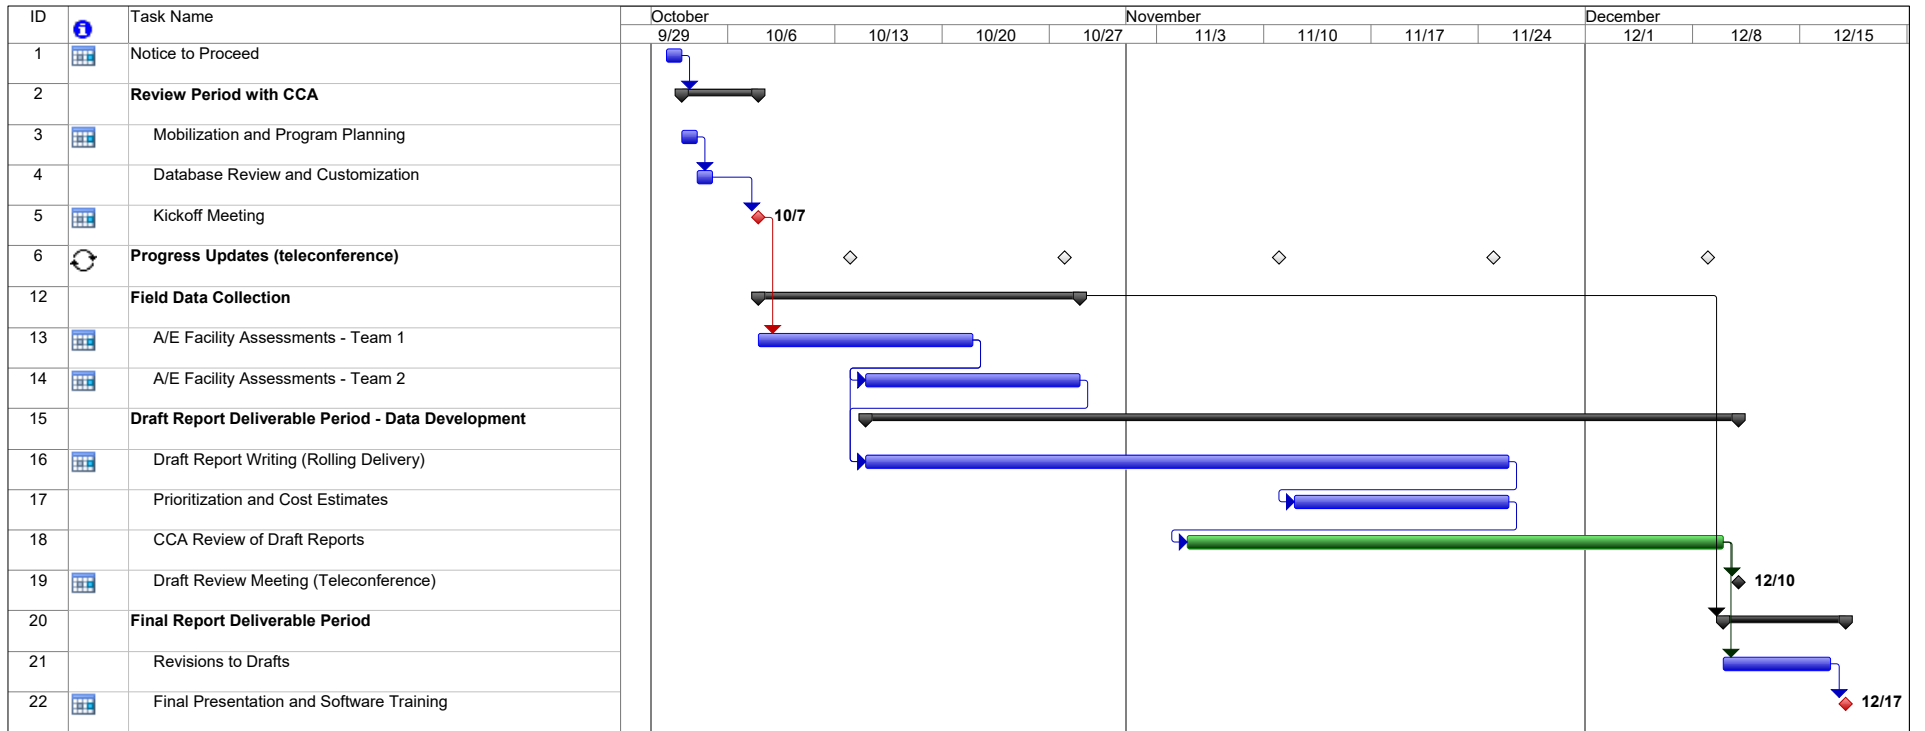 ID Task Name October November December
9/29 10/6 10/13 10/20 10/27 11/3 11/10 11/17 11/24 12/1 12/8 12/15
1 Notice to Proceed
2 Review Period with CCA
3 Mobilization and Program Planning
4 Database Review and Customization
5 Kickoff Meeting 10/7
6 Progress Updates (teleconference)
12 Field Data Collection
13 A/E Facility Assessments - Team 1
14 A/E Facility Assessments - Team 2
15 Draft Report Deliverable Period - Data Development
16 Draft Report Writing (Rolling Delivery)
17 Prioritization and Cost Estimates
18 CCA Review of Draft Reports
19 Draft Review Meeting (Teleconference) 12/10
20 Final Report Deliverable Period
21 Revisions to Drafts
22 Final Presentation and Software Training 12/17